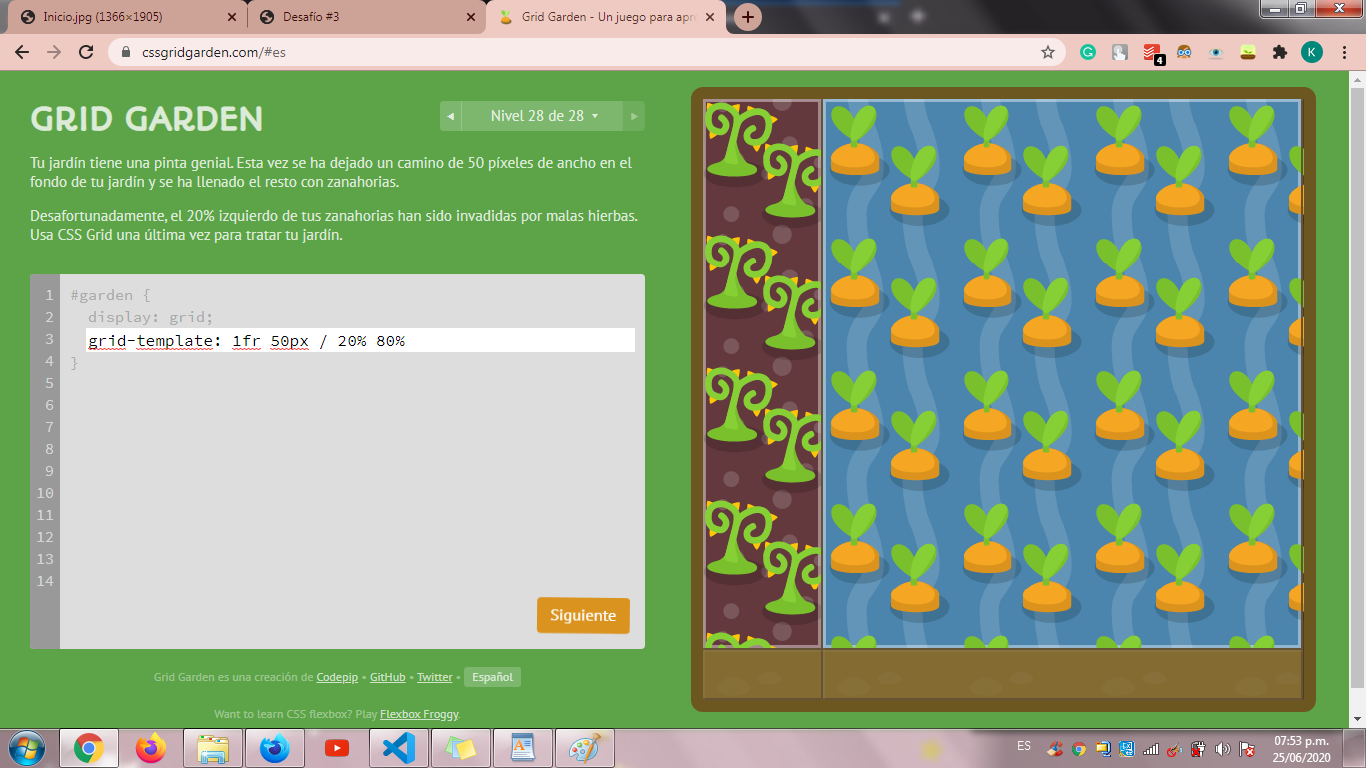 Inicio.jpg (1366×1905)
Desafío #3
Grid Garden - Un juego para apr
cssgridgarden.com/#es
4
K
GRID GARDEN
Nivel 28 de 28
Tu jardín tiene una pinta genial. Esta vez se ha dejado un camino de 50 píxeles de ancho en el
fondo de tu jardín y se ha llenado el resto con zanahorias.
Desafortunadamente, el 20% izquierdo de tus zanahorias han sido invadidas por malas hierbas.
Usa CSS Grid una última vez para tratar tu jardín.
1 #garden {
2 display: grid;
3 grid-template: 1fr 50px / 20% 80%
4 }
5
6
7
8
9
10
11
12
13
14
Siguiente
Grid Garden es una creación de Codepip • GitHub • Twitter • Español
Want to learn CSS flexbox? Play Flexbox Froggy.
ES
07:53 p.m.
25/06/2020